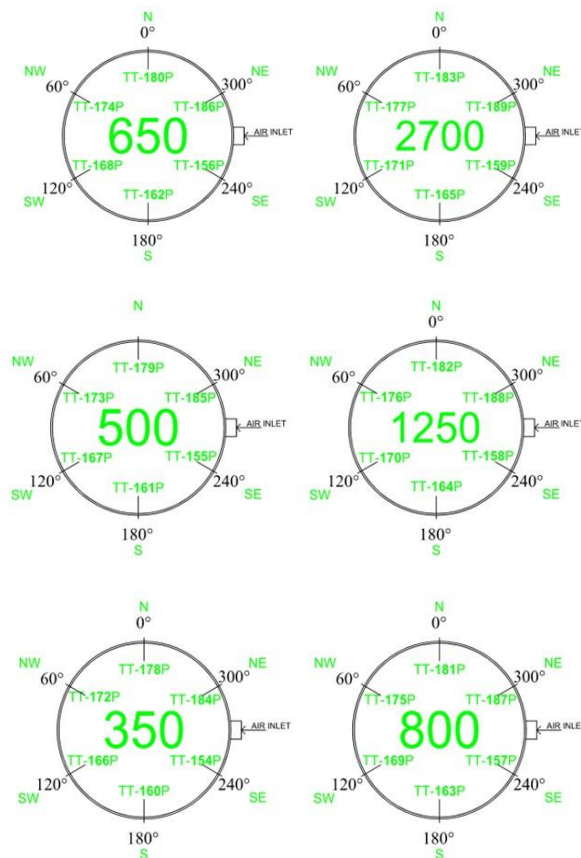 N
0°
NW
NE
60°
300°
TT-180P
TT-174P
TT-186P
650
AIR INLET
TT-168P
TT-156P
120°
240°
TT-162P
SW
SE
180°
S
N
0°
NW
NE
60°
300°
TT-183P
TT-177P
TT-189P
2700
AIR INLET
TT-171P
TT-159P
120°
240°
TT-165P
SW
SE
180°
S
N
NW
NE
60°
300°
TT-179P
TT-173P
TT-185P
500
AIR INLET
TT-167P
TT-155P
120°
240°
TT-161P
SW
SE
180°
S
N
0°
NW
NE
60°
300°
TT-182P
TT-176P
TT-188P
1250
AIR INLET
TT-170P
TT-158P
120°
240°
TT-164P
SW
SE
180°
S
N
0°
NW
NE
60°
300°
TT-178P
TT-172P
TT-184P
350
AIR INLET
TT-166P
TT-154P
120°
240°
TT-160P
SW
SE
180°
S
N
0°
NW
NE
60°
300°
TT-181P
TT-175P
TT-187P
800
AIR INLET
TT-169P
TT-157P
120°
240°
TT-163P
SW
SE
180°
S